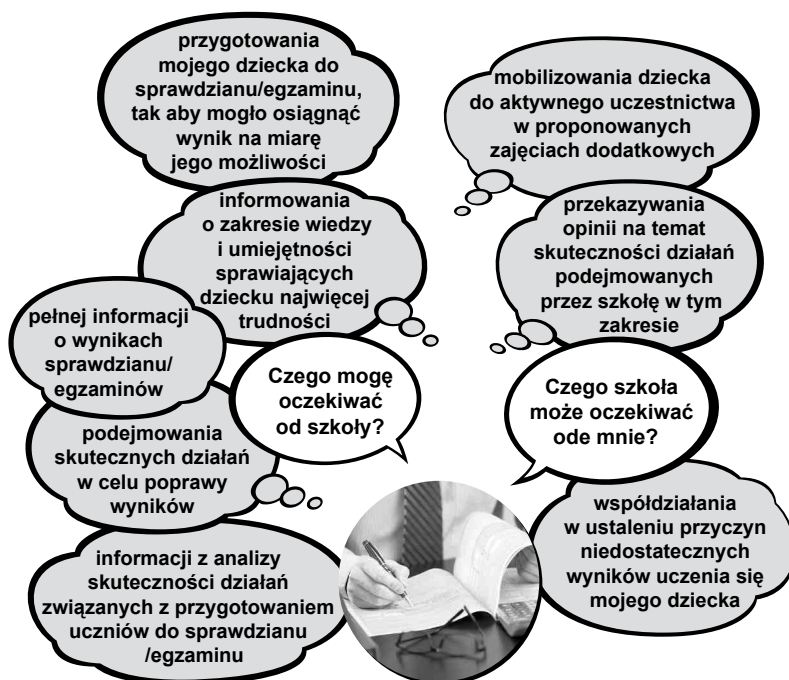 przygotowania
mojego dziecka do
sprawdzianu/egzaminu,
tak aby mogło osiągnąć
wynik na miarę
jego możliwości
informowania
o zakresie wiedzy
i umiejętności
sprawiających
dziecku najwięcej
trudności
pełnej informacji
o wynikach
sprawdzianu/
egzaminów
Czego mogę
oczekiwać
od szkoły?
podejmowania
skutecznych działań
w celu poprawy
wyników
informacji z analizy
skuteczności działań
związanych z przygotowaniem
uczniów do sprawdzianu
/egzaminu
mobilizowania dziecka
do aktywnego uczestnictwa
w proponowanych
zajęciach dodatkowych
przekazywania
opinii na temat
skuteczności działań
podejmowanych
przez szkołę w tym
zakresie
Czego szkoła
może oczekiwać
ode mnie?
współdziałania
w ustaleniu przyczyn
niedostatecznych
wyników uczenia się
mojego dziecka